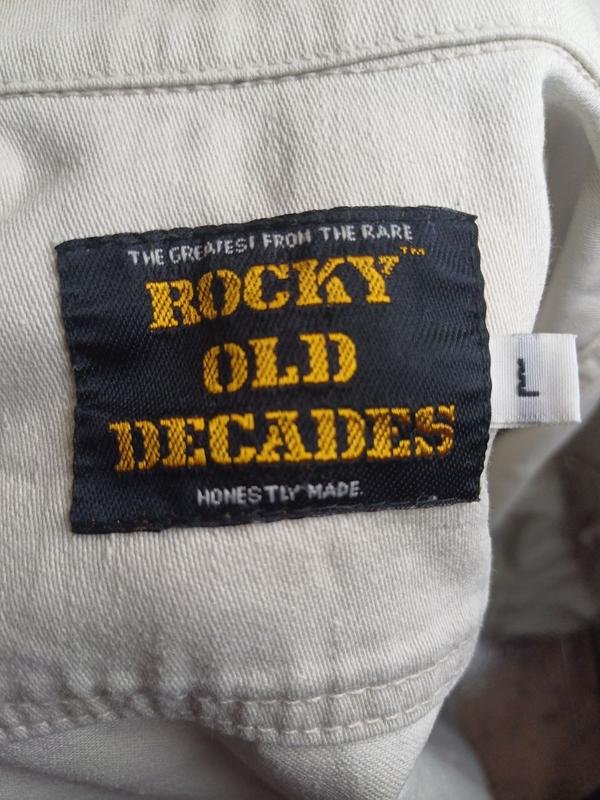 THE GREATEST FROM THE RARE
ROCKY™
OLD
DECADES
HONESTLY MADE.
L